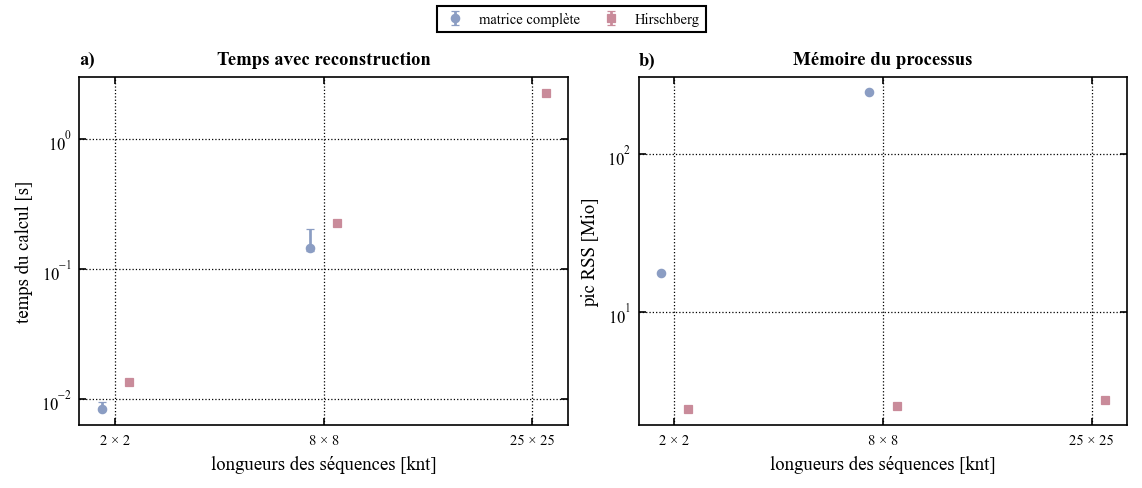 matrice complète
Hirschberg
a)
Temps avec reconstruction
temps du calcul [s]
10^0
10^−1
10^−2
2 × 2
8 × 8
25 × 25
longueurs des séquences [knt]
b)
Mémoire du processus
pic RSS [Mio]
10^2
10^1
2 × 2
8 × 8
25 × 25
longueurs des séquences [knt]